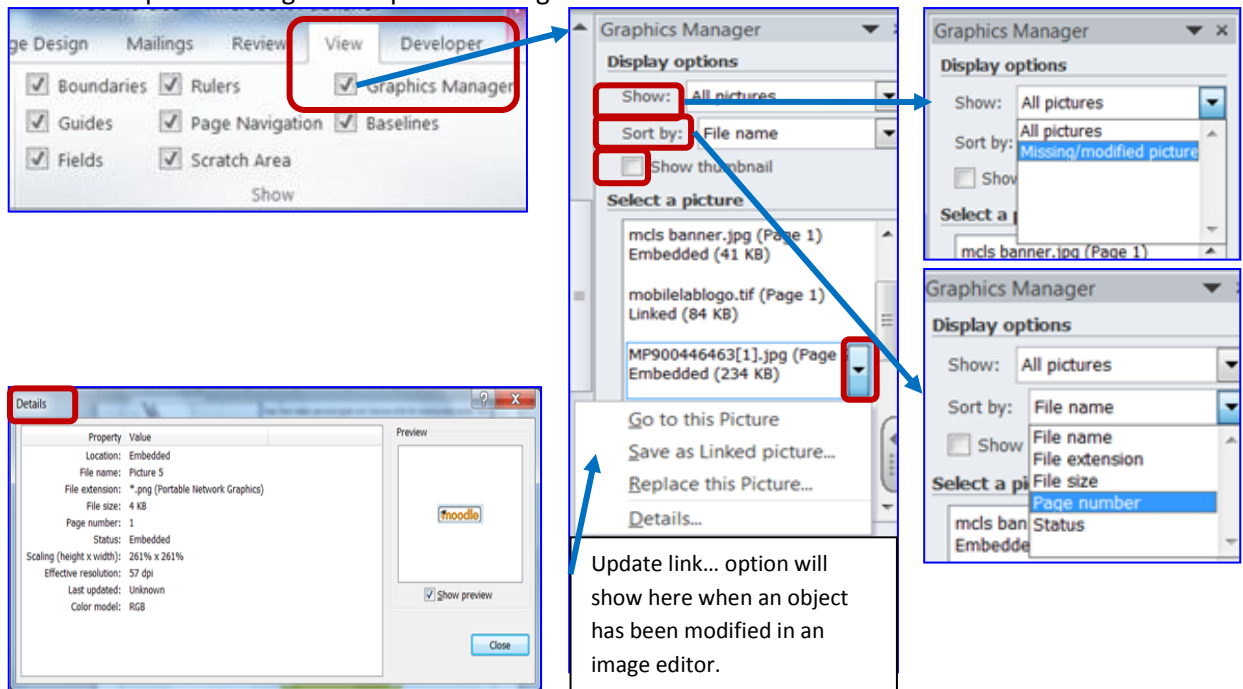 ge Design Mailings Review View Developer
Boundaries Rulers Graphics Manager
Guides Page Navigation Baselines
Fields Scratch Area
Show
Graphics Manager
Display options
Show: All pictures
Sort by: File name
Show thumbnail
Select a picture
mcls banner.jpg (Page 1)
Embedded (41 KB)
mobilelablogo.tif (Page 1)
Linked (84 KB)
MP900446463[1].jpg (Page
Embedded (234 KB)
Go to this Picture
Save as Linked picture...
Replace this Picture...
Details...
Update link... option will
show here when an object
has been modified in an
image editor.
Graphics Manager
Display options
Show: All pictures
All pictures
Sort by:
Missing/modified picture
Show
Select a p
mcls banner.jpg (Page 1)
Graphics Manager
Display options
Show: All pictures
Sort by: File name
Show
File name
File extension
Select a pi
File size
Page number
mcls ban
Status
Embedde
Details
Property Value
Location: Embedded
File name: Picture 5
File extension: *.png (Portable Network Graphics)
File size: 4 KB
Page number: 1
Status: Embedded
Scaling (height x width): 261% x 261%
Effective resolution: 57 dpi
Last updated: Unknown
Color model: RGB
Preview
moodle
Show preview
Close